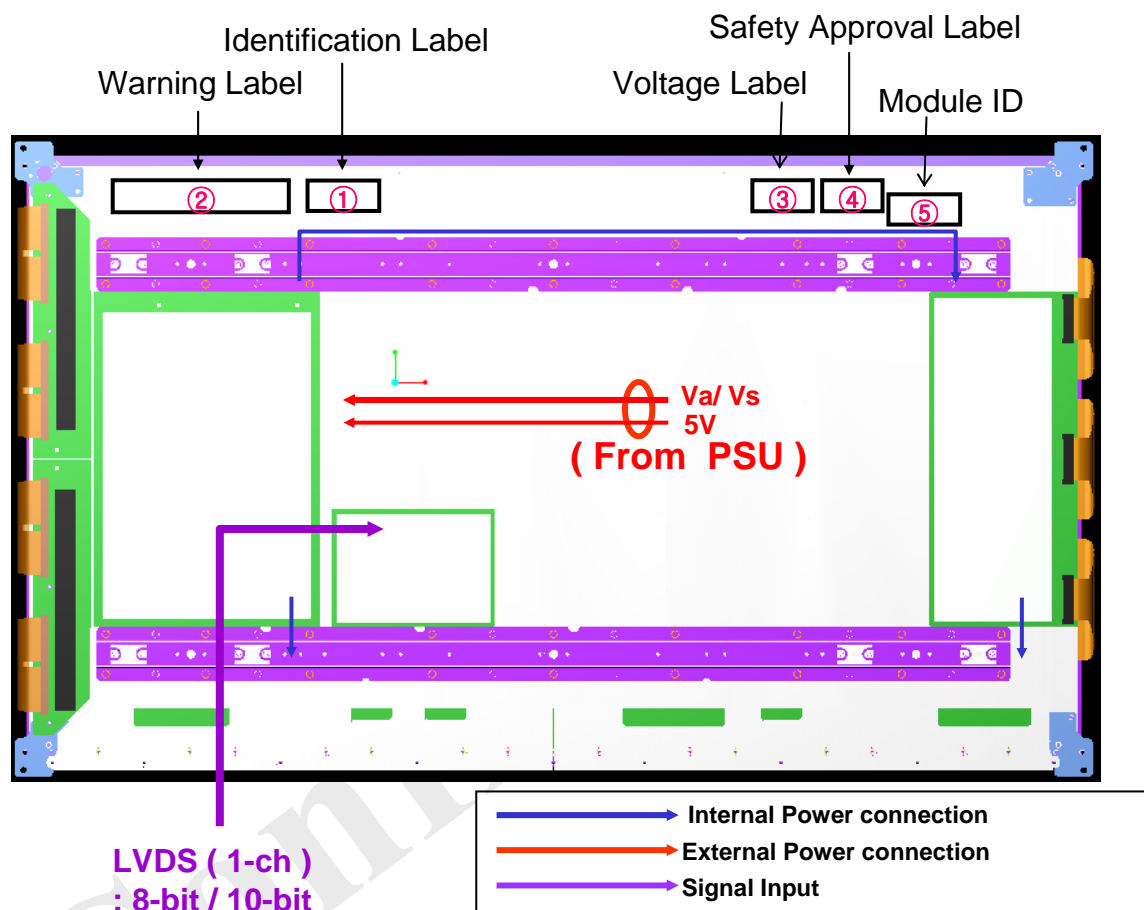 Identification Label
Safety Approval Label
Warning Label
Voltage Label
Module ID
② ① ③ ④ ⑤
Va/ Vs
5V
( From PSU )
LVDS ( 1-ch )
: 8-bit / 10-bit
Internal Power connection
External Power connection
Signal Input